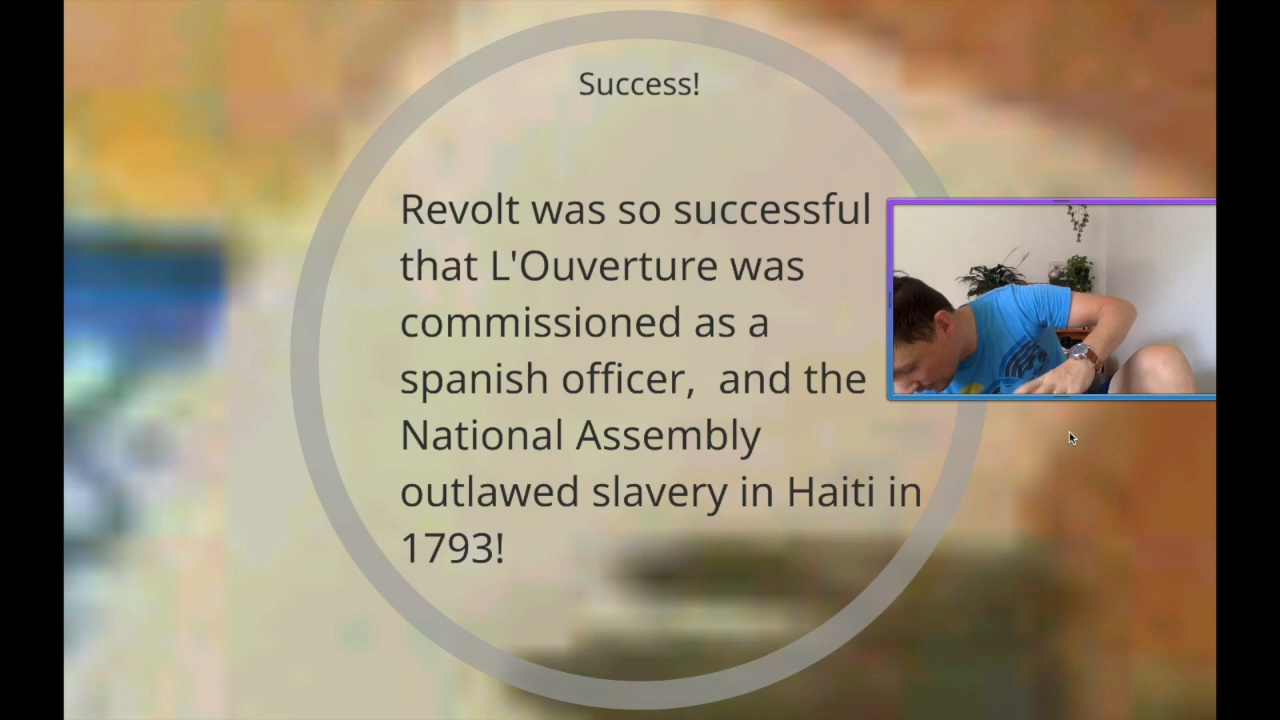 Success!
Revolt was so successful
that L'Ouverture was
commissioned as a
spanish officer,  and the
National Assembly
outlawed slavery in Haiti in
1793!